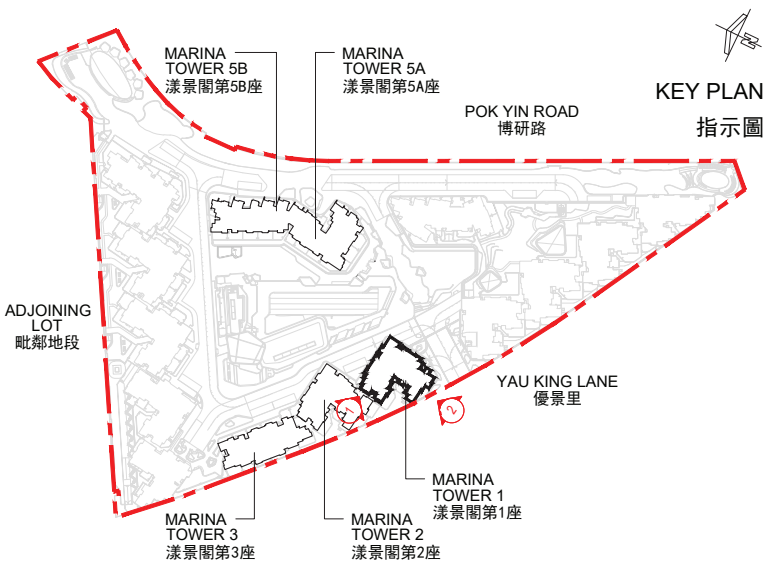 N
KEY PLAN
指示圖
MARINA
TOWER 5B
漾景閣第5B座
MARINA
TOWER 5A
漾景閣第5A座
POK YIN ROAD
博研路
ADJOINING
LOT
毗鄰地段
YAU KING LANE
優景里
1
2
MARINA
TOWER 1
漾景閣第1座
MARINA
TOWER 3
漾景閣第3座
MARINA
TOWER 2
漾景閣第2座